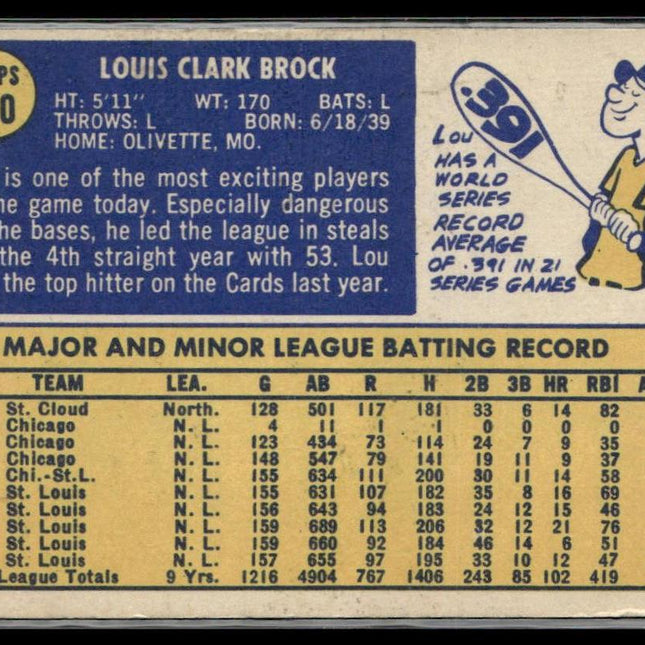 PS
0
LOUIS CLARK BROCK
HT: 5'11" WT: 170 BATS: L
THROWS: L BORN: 6/18/39
HOME: OLIVETTE, MO.
is one of the most exciting players
ne game today. Especially dangerous
he bases, he led the league in steals
the 4th straight year with 53. Lou
the top hitter on the Cards last year.
.391
LOU
HAS A
WORLD
SERIES
RECORD
AVERAGE
OF .391 IN 21
SERIES GAMES
MAJOR AND MINOR LEAGUE BATTING RECORD
TEAM LEA. G AB R H 2B 3B HR RBI A
St. Cloud North. 128 501 117 181 33 6 14 82
Chicago N. L. 4 11 1 1 0 0 0 0
Chicago N. L. 123 434 73 114 24 7 9 35
Chicago N. L. 148 547 79 141 19 11 9 37
Chi.-St.L. N. L. 155 634 111 200 30 11 14 58
St. Louis N. L. 155 631 107 182 35 8 16 69
St. Louis N. L. 156 643 94 183 24 12 15 46
St. Louis N. L. 159 689 113 206 32 12 21 76
St. Louis N. L. 159 660 92 184 46 14 6 51
St. Louis N. L. 157 655 97 195 33 10 12 47
League Totals 9 Yrs. 1216 4904 767 1406 243 85 102 419